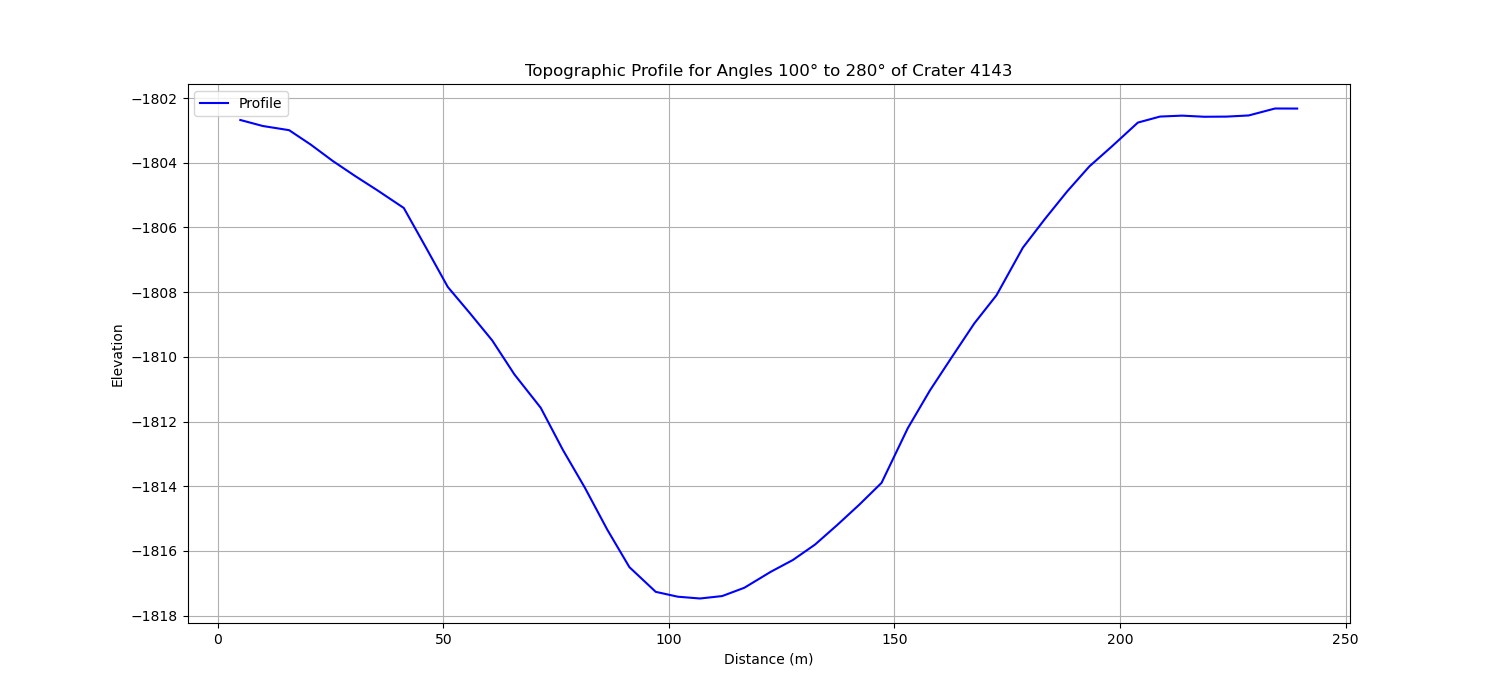 Topographic Profile for Angles 100° to 280° of Crater 4143
Profile
−1802
−1804
−1806
−1808
−1810
−1812
−1814
−1816
−1818
Elevation
0 50 100 150 200 250
Distance (m)